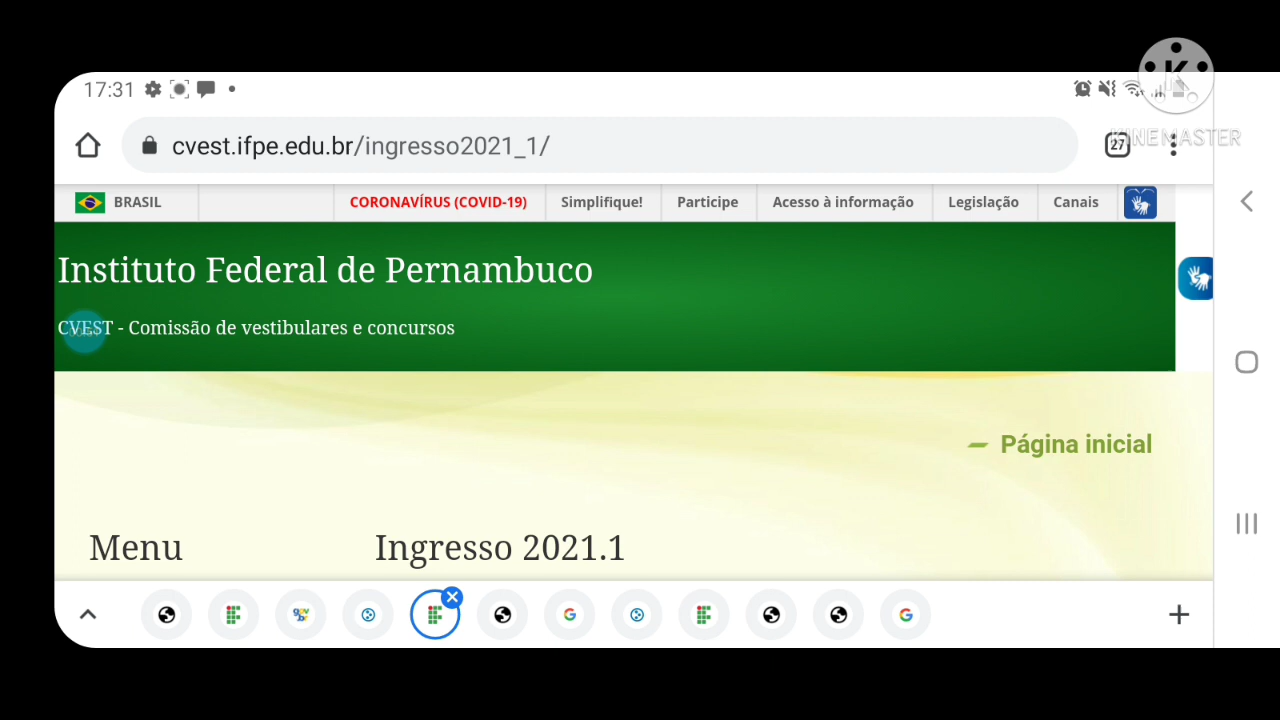 17:31
KINEMASTER
cvest.ifpe.edu.br/ingresso2021_1/
27
BRASIL
CORONAVÍRUS (COVID-19)
Simplifique!
Participe
Acesso à informação
Legislação
Canais
Instituto Federal de Pernambuco
CVEST - Comissão de vestibulares e concursos
Página inicial
Menu
Ingresso 2021.1